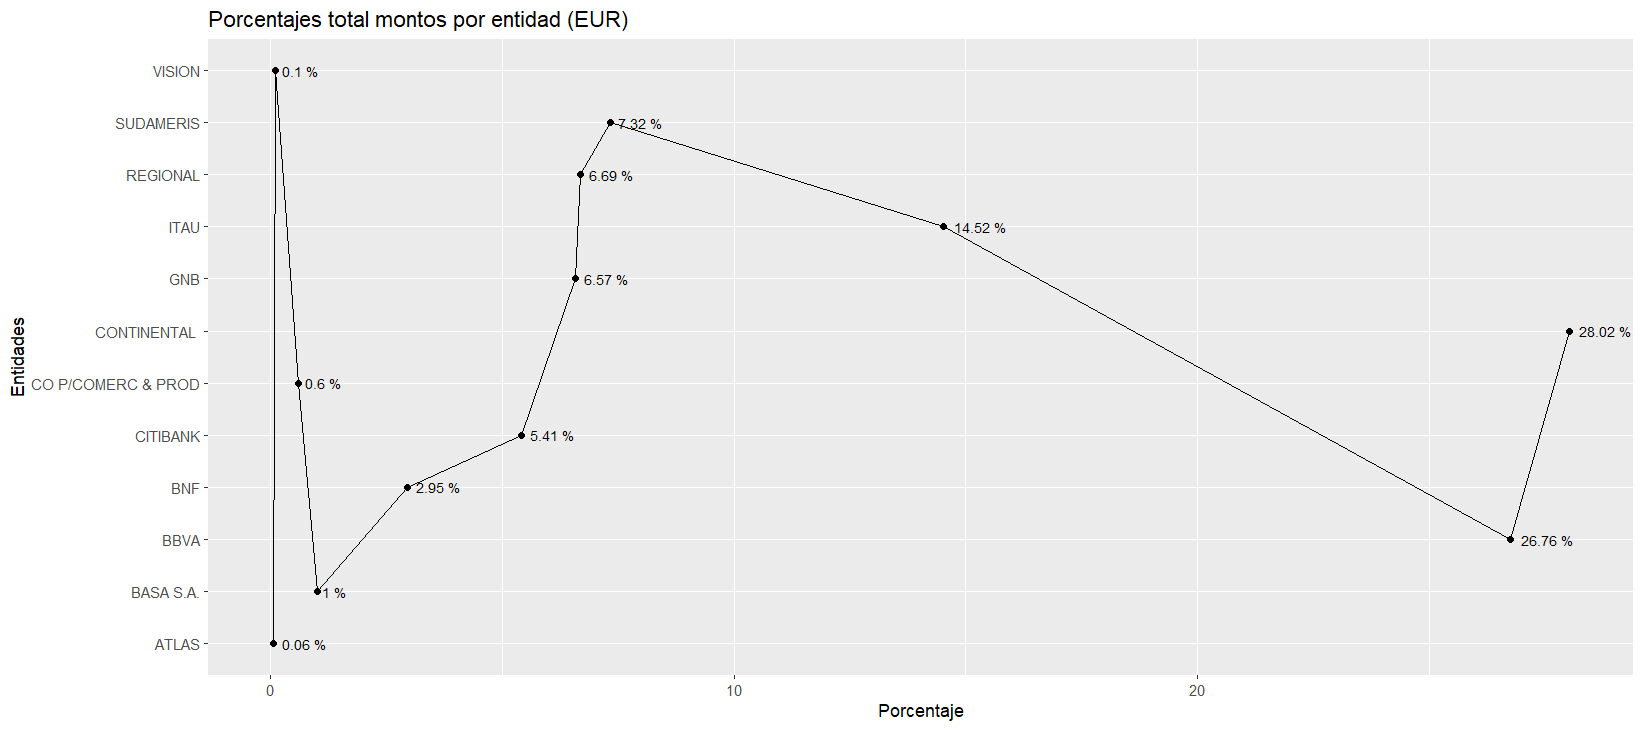 Porcentajes total montos por entidad (EUR)
Entidades
VISION
0.1 %
SUDAMERIS
7.32 %
REGIONAL
6.69 %
ITAU
14.52 %
GNB
6.57 %
CONTINENTAL
28.02 %
CO P/COMERC & PROD
0.6 %
CITIBANK
5.41 %
BNF
2.95 %
BBVA
26.76 %
BASA S.A.
1 %
ATLAS
0.06 %
0
10
20
Porcentaje